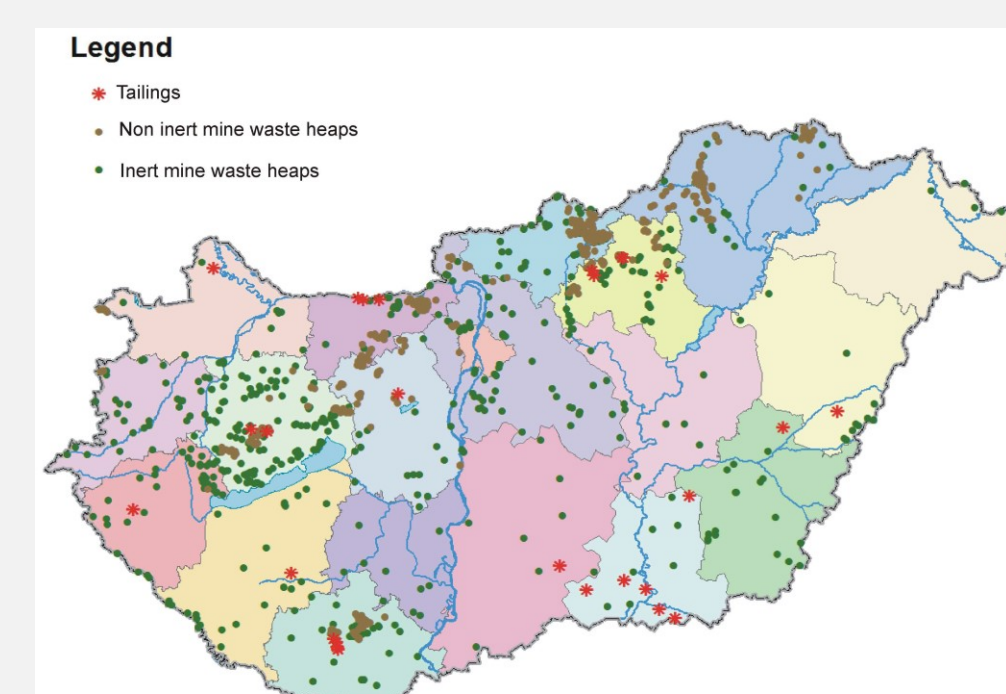 Legend
Tailings
Non inert mine waste heaps
Inert mine waste heaps